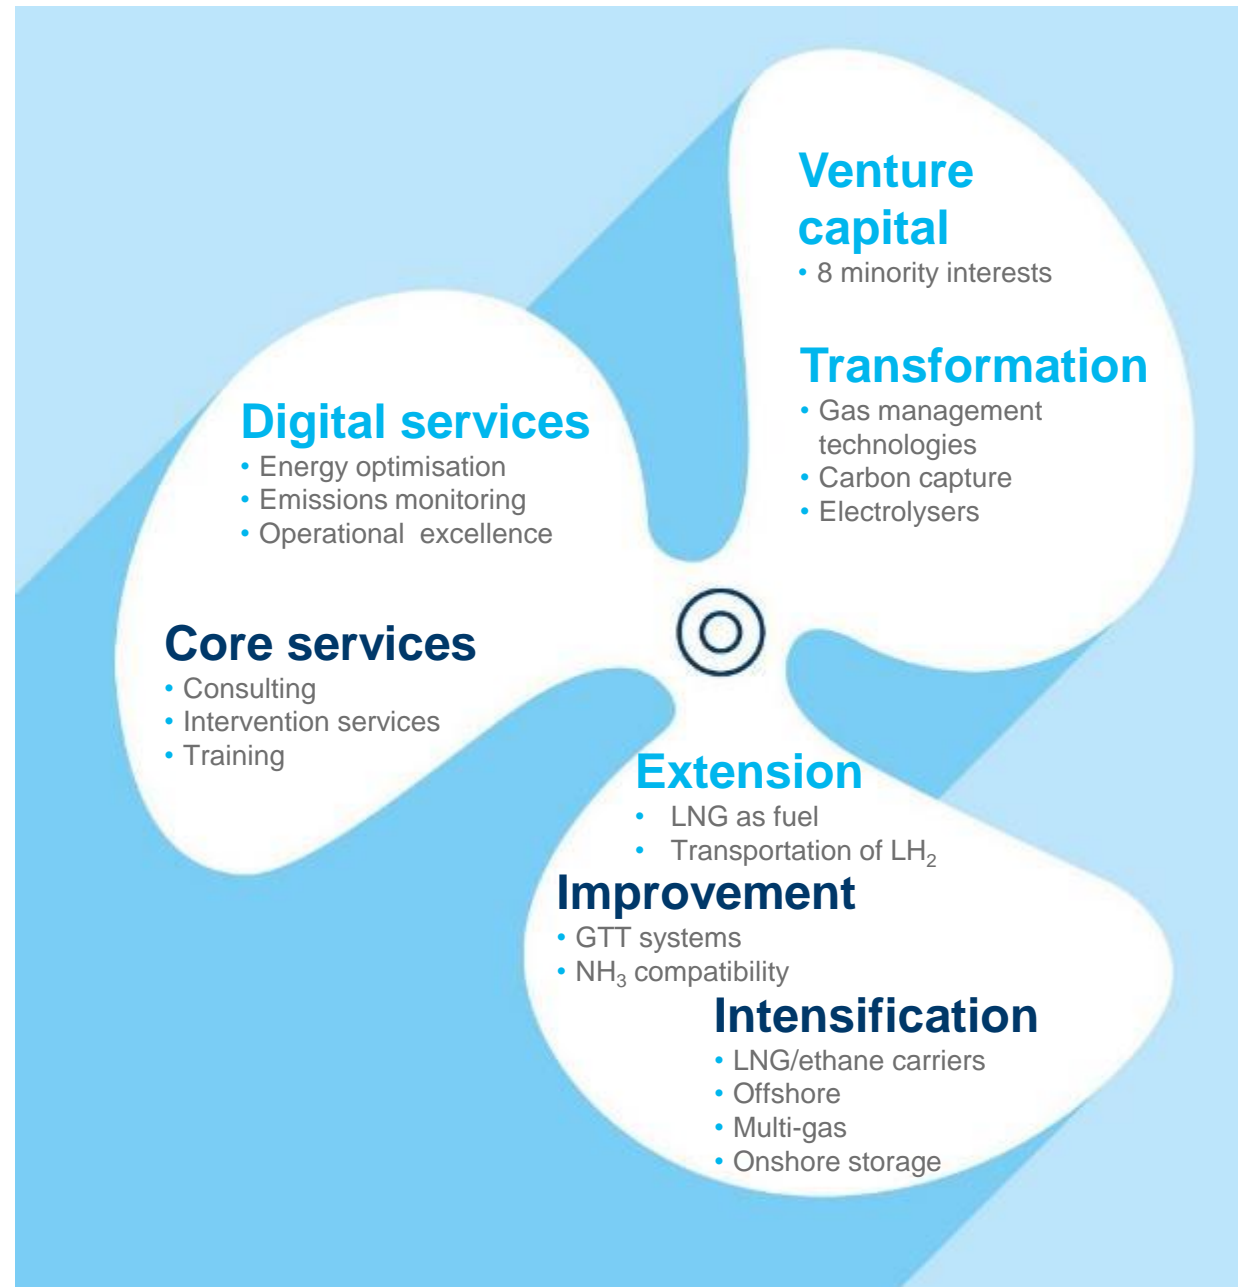 Venture
capital
• 8 minority interests
Transformation
• Gas management
technologies
• Carbon capture
• Electrolysers
Digital services
• Energy optimisation
• Emissions monitoring
• Operational excellence
Core services
• Consulting
• Intervention services
• Training
Extension
• LNG as fuel
• Transportation of LH₂
Improvement
• GTT systems
• NH₃ compatibility
Intensification
• LNG/ethane carriers
• Offshore
• Multi-gas
• Onshore storage